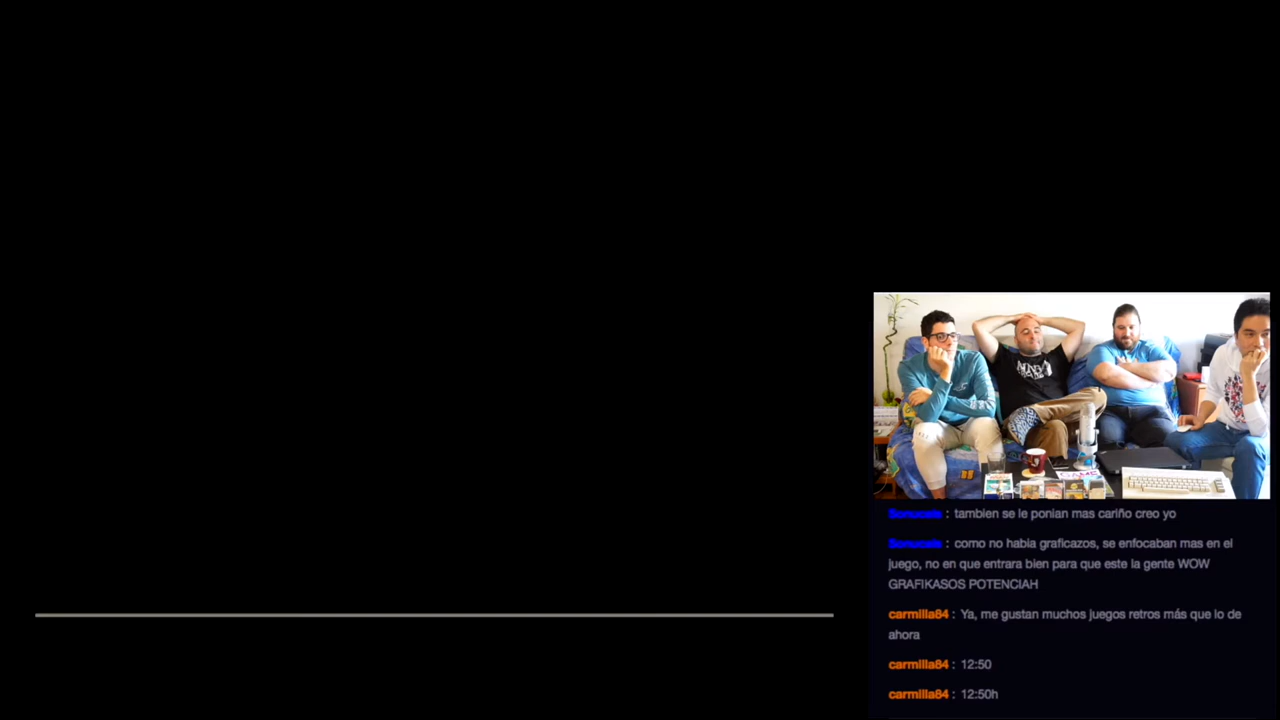 : tambien se le ponian mas cariño creo yo
: como no habia graficazos, se enfocaban mas en el
juego, no en que entrara bien para que este la gente WOW
GRAFIKASOS POTENCIAH
carmilla84 : Ya, me gustan muchos juegos retros más que lo de
ahora
carmilla84 : 12:50
carmilla84 : 12:50h